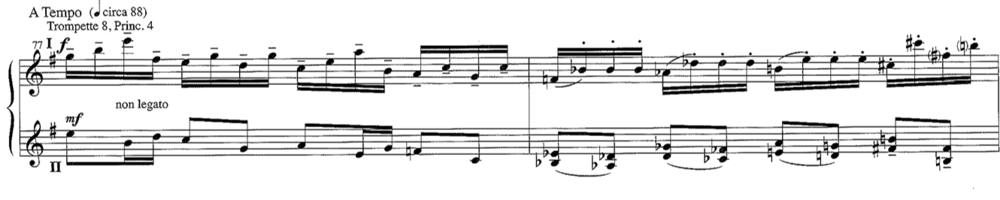 A Tempo (♩ circa 88)
Trompette 8, Princ. 4
77 I f
non legato
mf
II